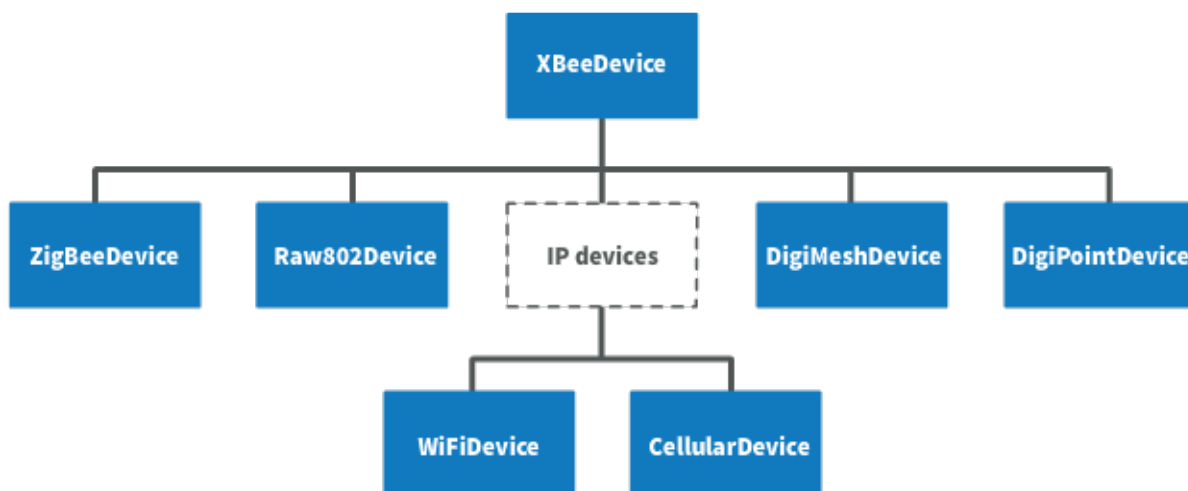 XBeeDevice
ZigBeeDevice
Raw802Device
IP devices
DigiMeshDevice
DigiPointDevice
WiFiDevice
CellularDevice